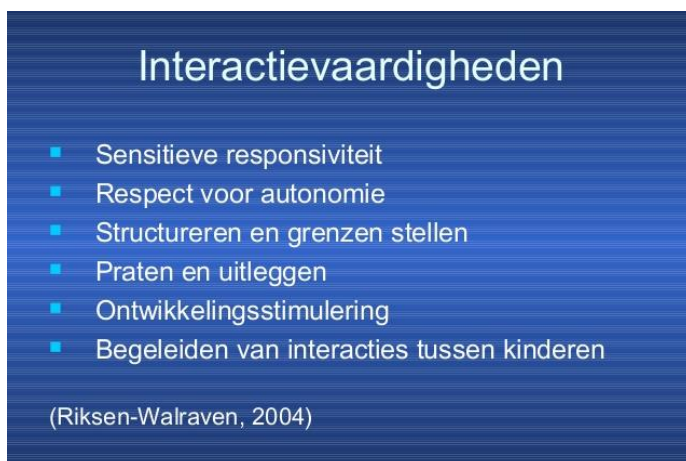 Interactievaardigheden
Sensitieve responsiviteit
Respect voor autonomie
Structureren en grenzen stellen
Praten en uitleggen
Ontwikkelingsstimulering
Begeleiden van interacties tussen kinderen
(Riksen-Walraven, 2004)